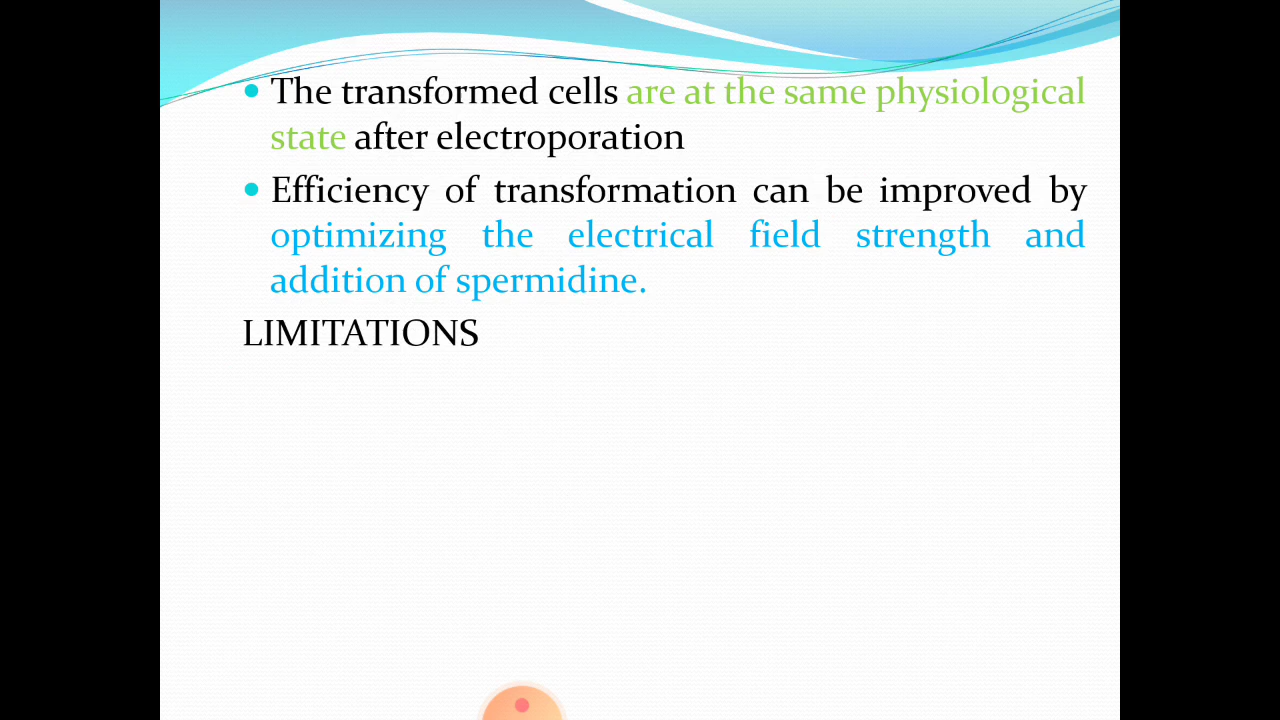 The transformed cells are at the same physiological
state after electroporation
Efficiency of transformation can be improved by
optimizing the electrical field strength and
addition of spermidine.
LIMITATIONS